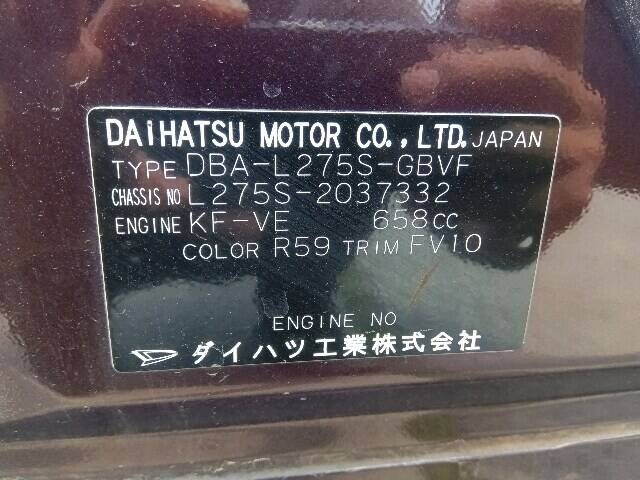 DAiHATSU MOTOR CO.,LTD. JAPAN
TYPE DBA-L275S-GBVF
CHASSIS NO L275S-2037332
ENGINE KF-VE 658cc
COLOR R59 TRIM FV10
ENGINE NO
ダイハツ工業株式会社